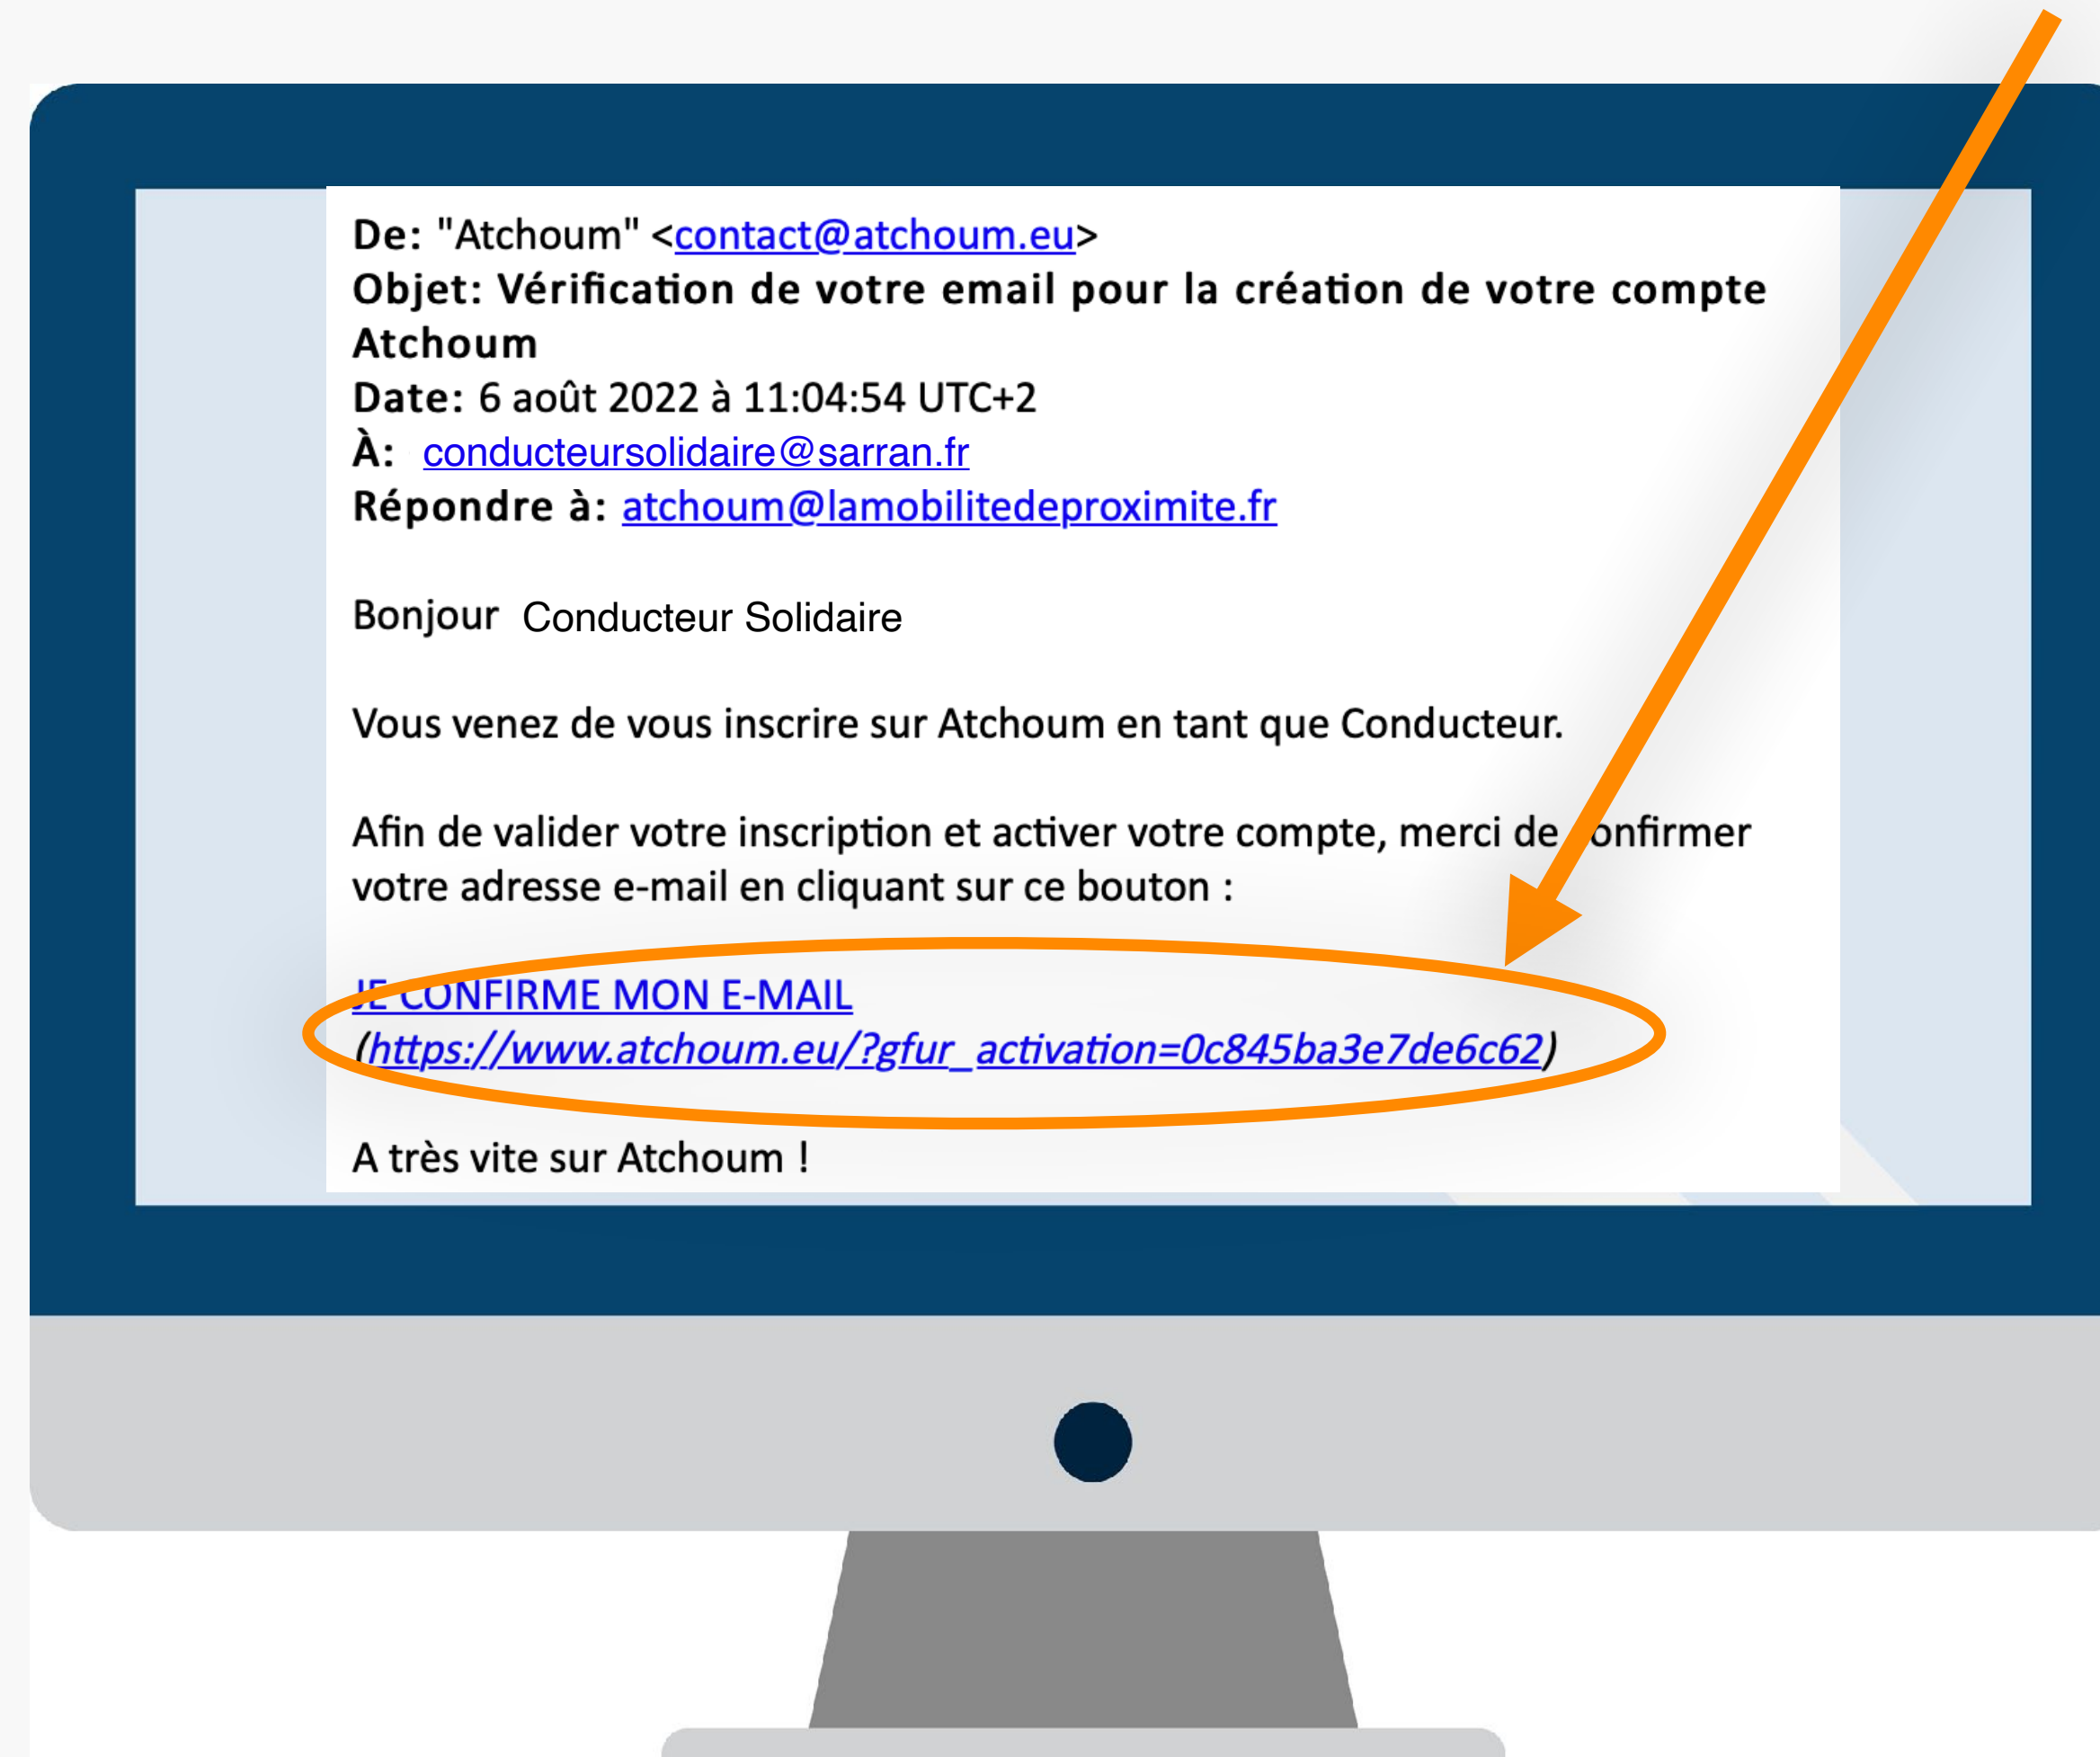 De: "Atchoum" <contact@atchoum.eu>
Objet: Vérification de votre email pour la création de votre compte
Atchoum
Date: 6 août 2022 à 11:04:54 UTC+2
À: conducteursolidaire@sarran.fr
Répondre à: atchoum@lamobilitedeproximite.fr
Bonjour Conducteur Solidaire
Vous venez de vous inscrire sur Atchoum en tant que Conducteur.
Afin de valider votre inscription et activer votre compte, merci de confirmer
votre adresse e-mail en cliquant sur ce bouton :
JE CONFIRME MON E-MAIL
(https://www.atchoum.eu/?gfur_activation=0c845ba3e7de6c62)
A très vite sur Atchoum !